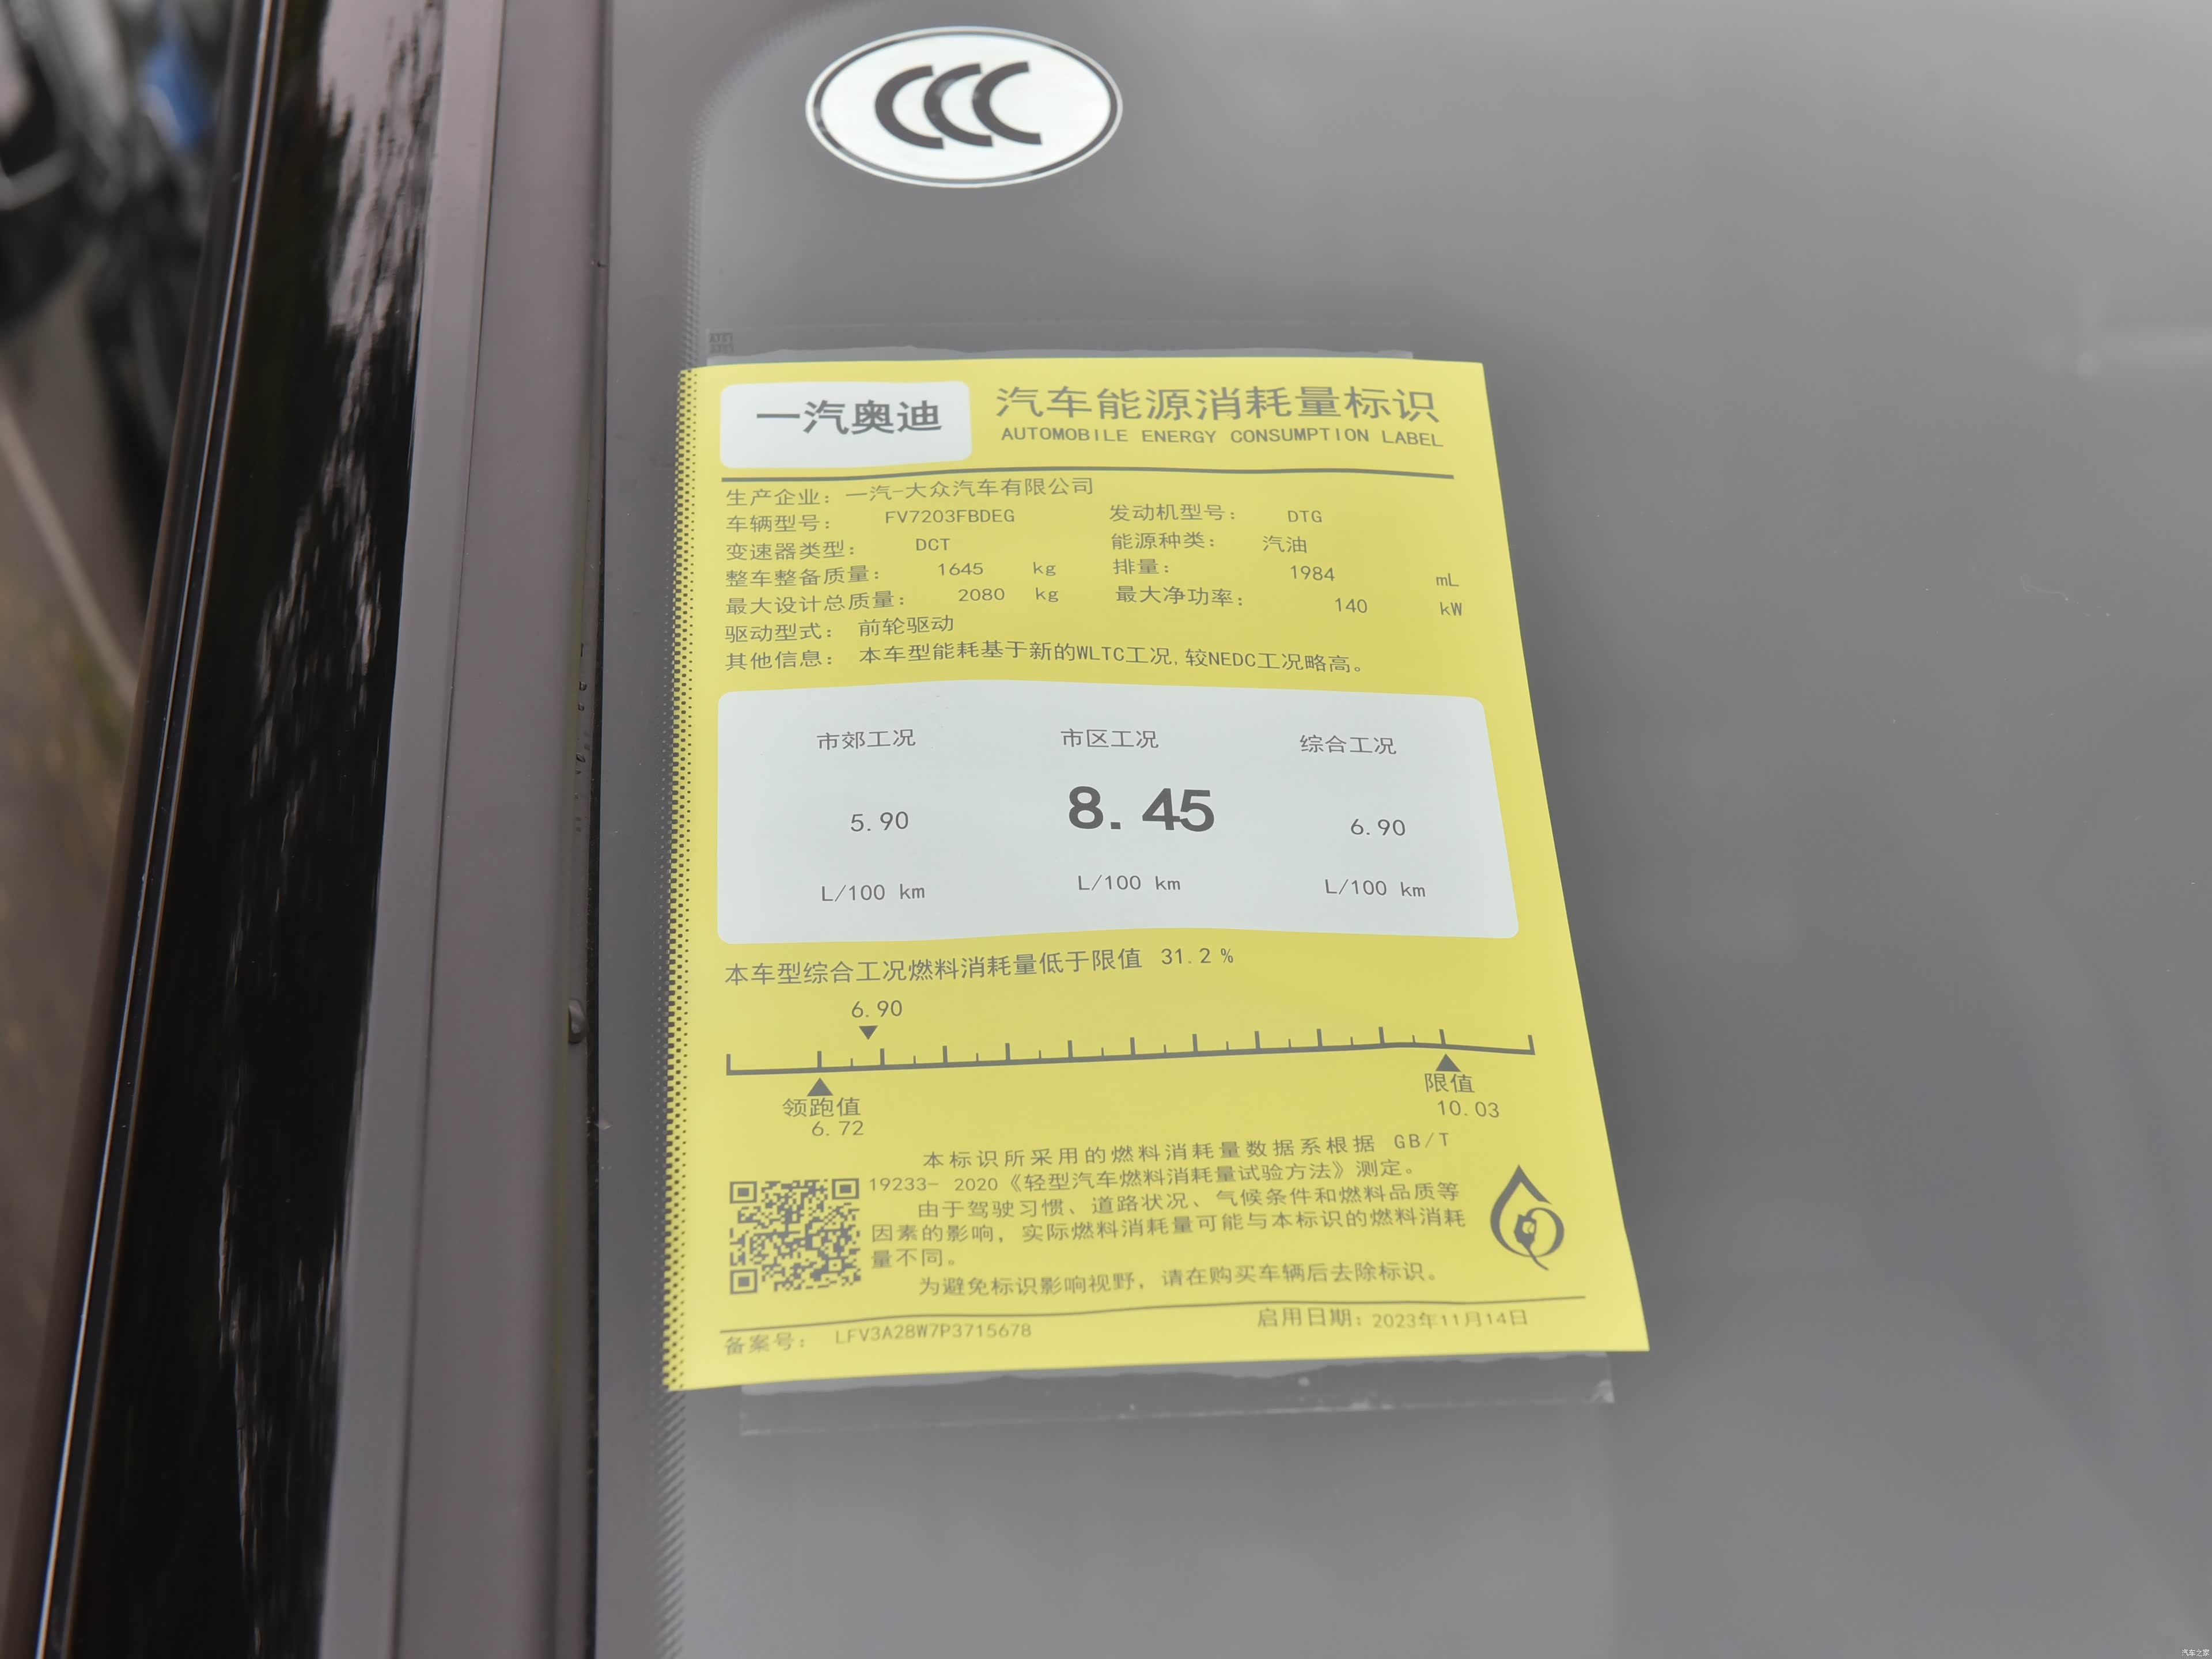 CCC
一汽奥迪
汽车能源消耗量标识
AUTOMOBILE ENERGY CONSUMPTION LABEL
生产企业: 一汽-大众汽车有限公司
车辆型号: FV7203FBDEG 发动机型号: DTG
变速器类型: DCT 能源种类: 汽油
整车整备质量: 1645 kg 排量: 1984 mL
最大设计总质量: 2080 kg 最大净功率: 140 kW
驱动型式: 前轮驱动
其他信息: 本车型能耗基于新的WLTC工况,较NEDC工况略高。
市郊工况 市区工况 综合工况
5.90 8.45 6.90
L/100 km L/100 km L/100 km
本车型综合工况燃料消耗量低于限值 31.2 %
6.90
领跑值 限值
6.72 10.03
本标识所采用的燃料消耗量数据系根据 GB/T
19233- 2020《轻型汽车燃料消耗量试验方法》测定。
由于驾驶习惯、道路状况、气候条件和燃料品质等
因素的影响，实际燃料消耗量可能与本标识的燃料消耗
量不同。
为避免标识影响视野，请在购买车辆后去除标识。
备案号: LFV3A28W7P3715678 启用日期: 2023年11月14日
汽车之家